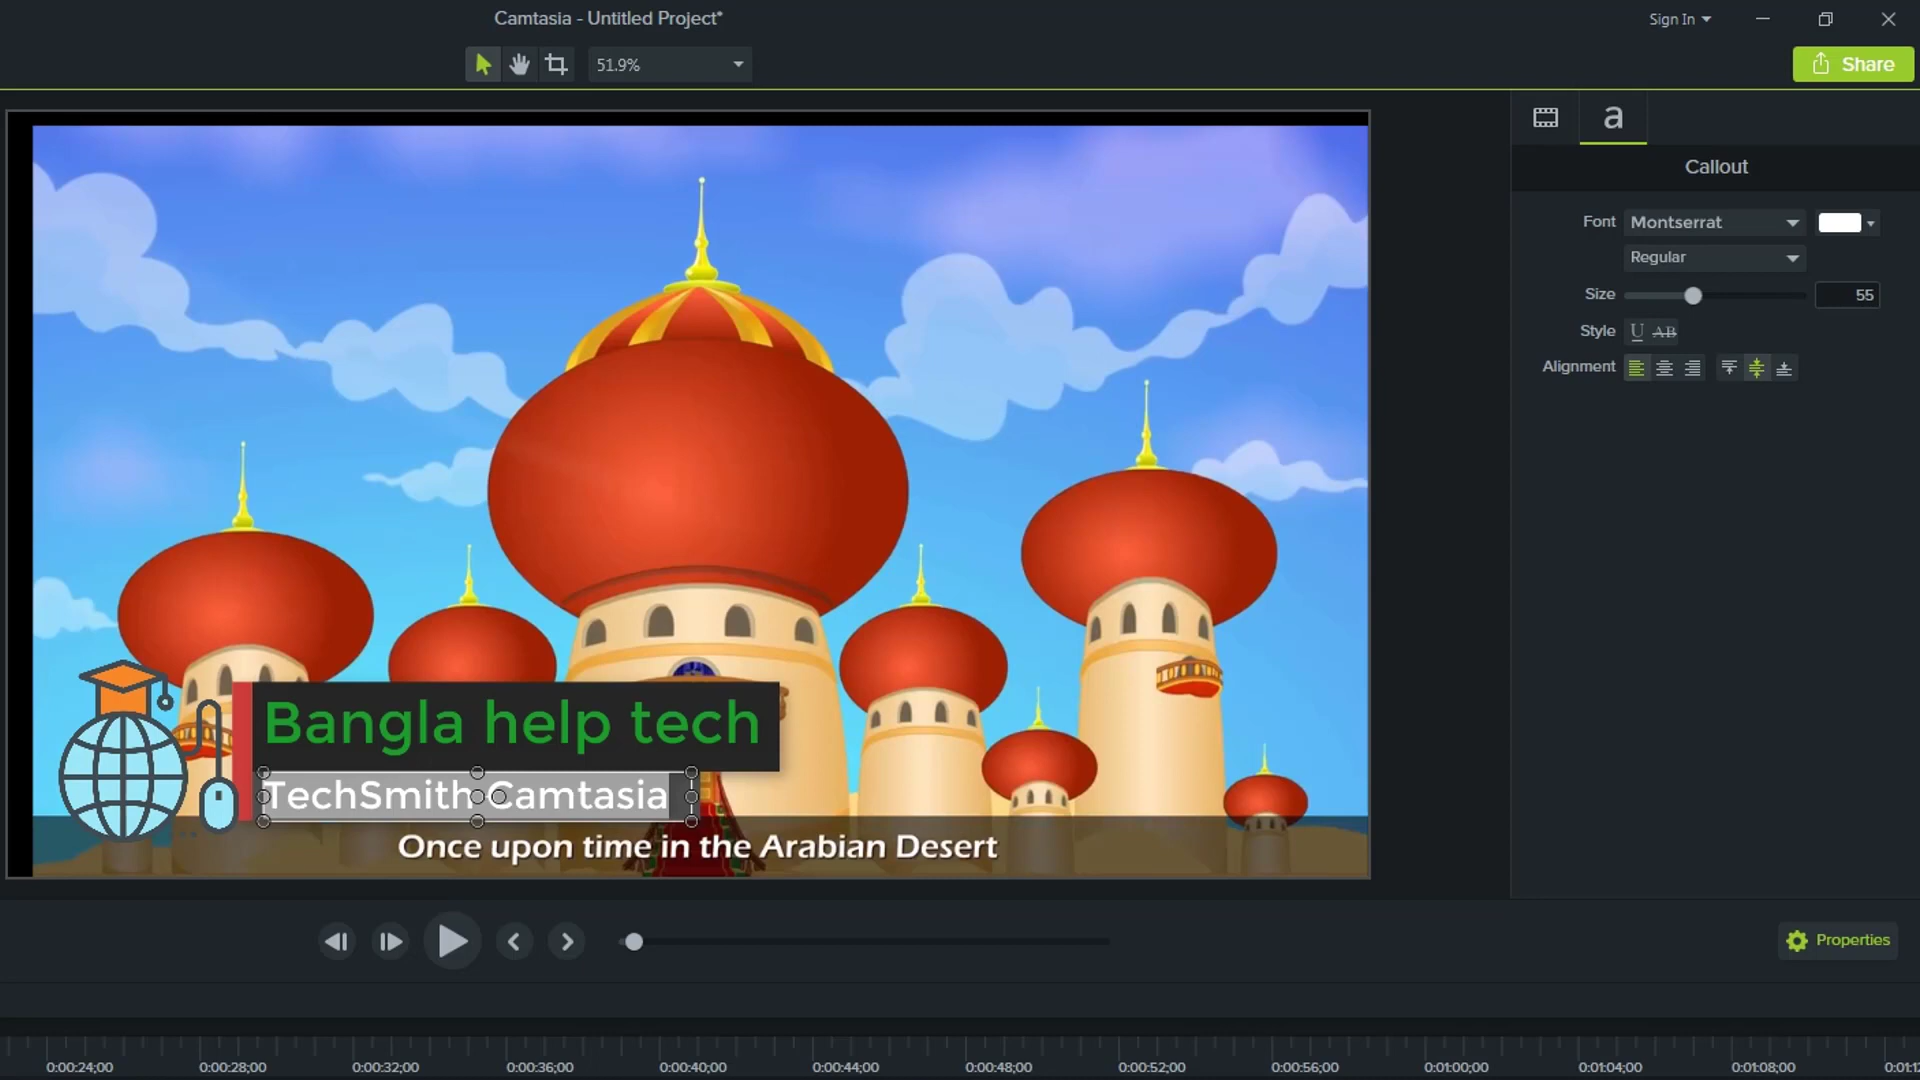 Camtasia - Untitled Project*
Sign In
51.9%
Share
a
Callout
Font Montserrat
Regular
Size 55
Style U AB
Alignment
Bangla help tech
TechSmith Camtasia
Once upon time in the Arabian Desert
Properties
0:00:24;00 0:00:28;00 0:00:32;00 0:00:36;00 0:00:40;00 0:00:44;00 0:00:48;00 0:00:52;00 0:00:56;00 0:01:00;00 0:01:04;00 0:01:08;00